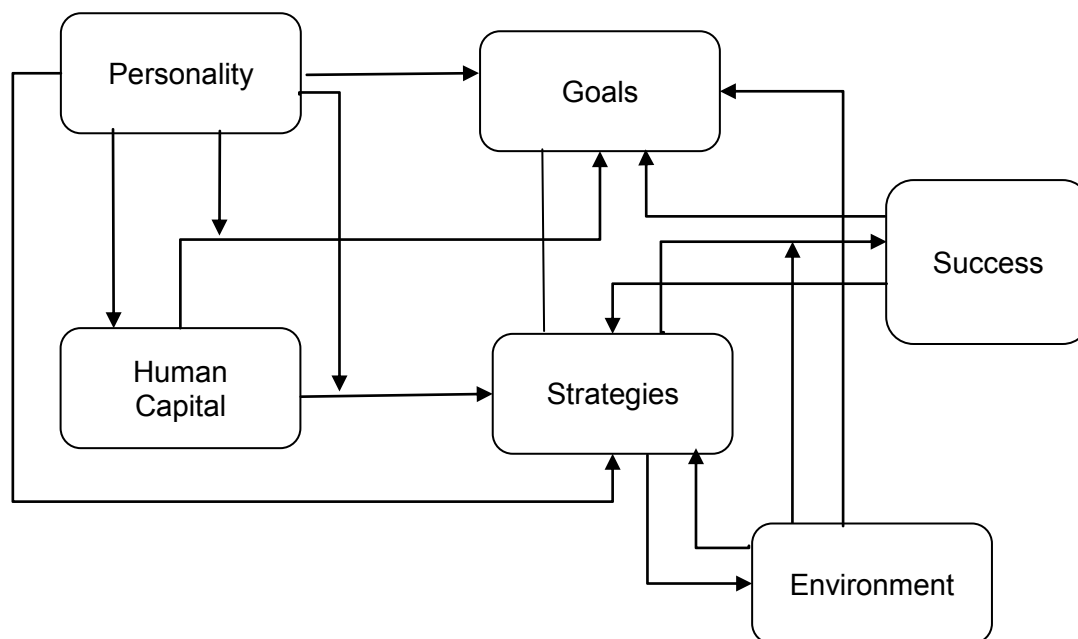 Personality
Goals
Success
Human
Capital
Strategies
Environment